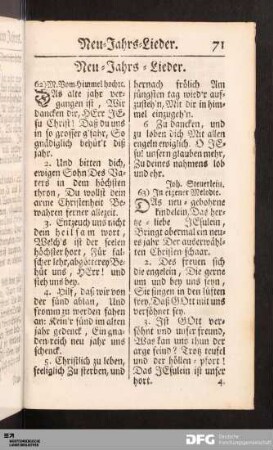 Neu-Jahrs-Lieder. 71
Neu-Jahrs-Lieder.
62) M. Vom Himmel hoch ꝛc.
DAs alte jahr ver-
gangen ist, Wir
dancken dir, HErr JE-
su Christ! Daß du uns
in so grosser g'fahr, So
gnädiglich behüt't diß
jahr.
2. Und bitten dich,
ewigen Sohn Des Va-
ters in dem höchsten
thron, Du wollst dein
arme Christenheit Be-
wahren ferner allezeit.
3. Entzeuch uns nicht
dein heilsam wort,
Welch's ist der seelen
höchster hort, Für fal-
scher lehr, abgötterey Be-
hüt uns, HErr! und
steh uns bey.
4. Hilf, daß wir von
der sünd ablan, Und
fromm zu werden fahen
an: Kein'r sünd im alten
jahr gedenck, Ein gna-
den-reich neu jahr uns
schenck.
5. Christlich zu leben,
seeliglich Zu sterben, und
hernach frölich Am
jüngsten tag wied'r auf-
zusteh'n, Mit dir in him-
mel einzugeh'n.
6. Zu dancken, und
zu loben dich Mit allen
engeln ewiglich. O JE-
su! unsern glauben mehr,
Zu deines nahmens lob
und ehr.
Joh. Steuerlein.
63) In eigener Melodie.
DAs neu-gebohrne
kindelein, Das her-
tze-liebe JEsulein,
Bringt abermal ein neu-
es jahr Der auserwähl-
ten Christen schaar.
2. Des freuen sich
die engelein, Die gerne
um und bey uns seyn,
Sie singen in den lüften
frey, Daß GOtt mit uns
versöhnet sey.
3. Ist GOtt ver-
söhnt und unser freund,
Was kan uns thun der
arge feind? Trotz teufel
und der höllen-pfort!
Das JEsulein ist unser
hort. 4.
DFG Deutsche
Forschungsgemeinschaft